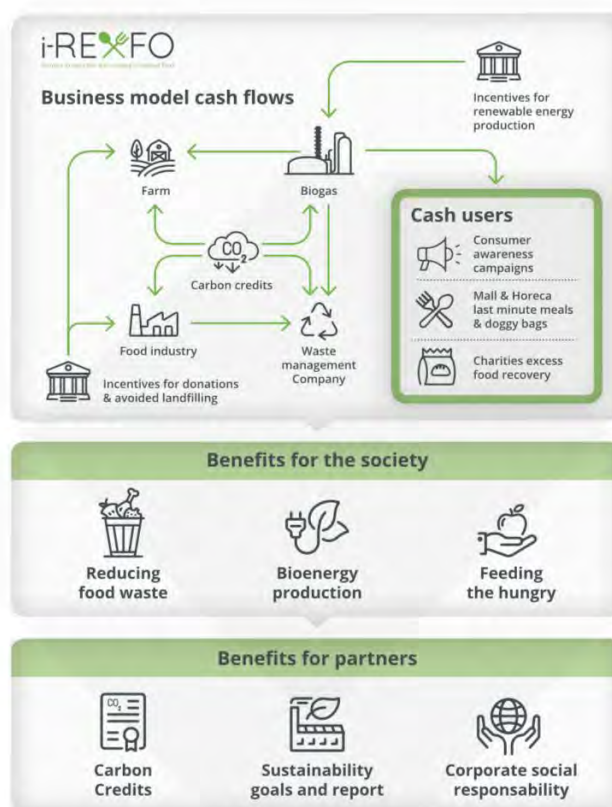 i-REXFO
Business model cash flows
Incentives for
renewable energy
production
Farm
Biogas
Cash users
Consumer
awareness
campaigns
Mall & Horeca
last minute meals
& doggy bags
Charities excess
food recovery
CO2
Carbon credits
Food industry
Waste
management
Company
Incentives for donations
& avoided landfilling
Benefits for the society
Reducing
food waste
Bioenergy
production
Feeding
the hungry
Benefits for partners
CO2
Carbon
Credits
Sustainability
goals and report
Corporate social
responsability